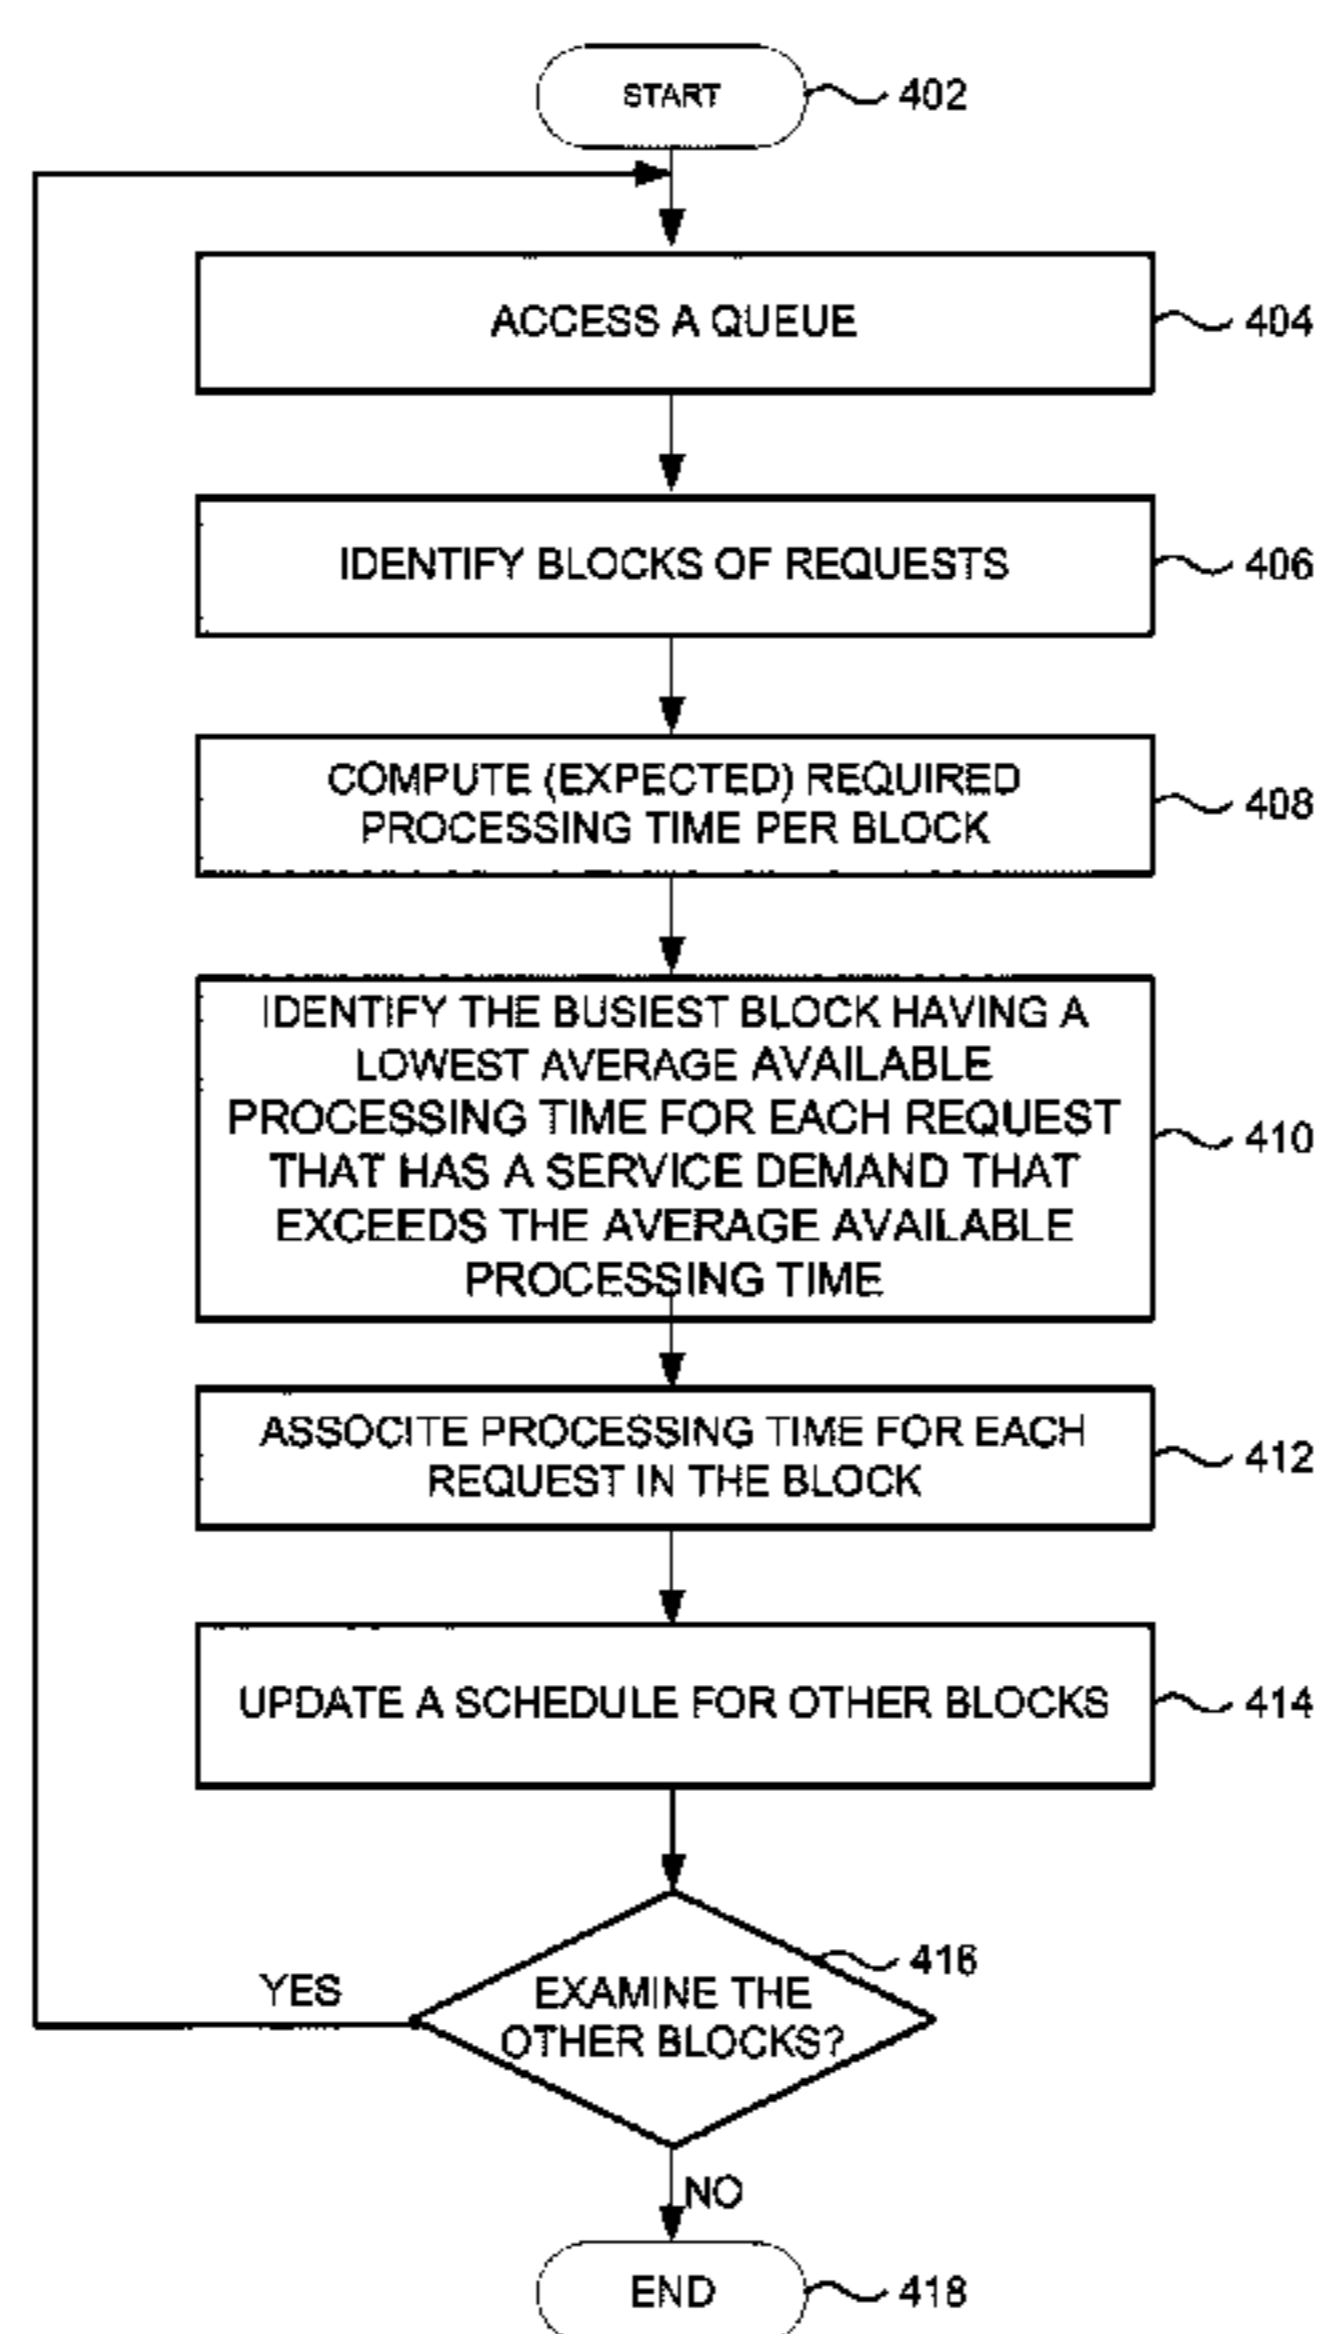 START
402
ACCESS A QUEUE
404
IDENTIFY BLOCKS OF REQUESTS
406
COMPUTE (EXPECTED) REQUIRED
PROCESSING TIME PER BLOCK
408
IDENTIFY THE BUSIEST BLOCK HAVING A
LOWEST AVERAGE AVAILABLE
PROCESSING TIME FOR EACH REQUEST
THAT HAS A SERVICE DEMAND THAT
EXCEEDS THE AVERAGE AVAILABLE
PROCESSING TIME
410
ASSOCITE PROCESSING TIME FOR EACH
REQUEST IN THE BLOCK
412
UPDATE A SCHEDULE FOR OTHER BLOCKS
414
416
YES
EXAMINE THE
OTHER BLOCKS?
NO
END
418